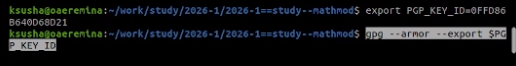 ksusha@oaeremina:~/work/study/2026-1/2026-1==study--mathmod$ export PGP_KEY_ID=0FFD86
B640D68D21
ksusha@oaeremina:~/work/study/2026-1/2026-1==study--mathmod$ gpg --armor --export $PG
P_KEY_ID